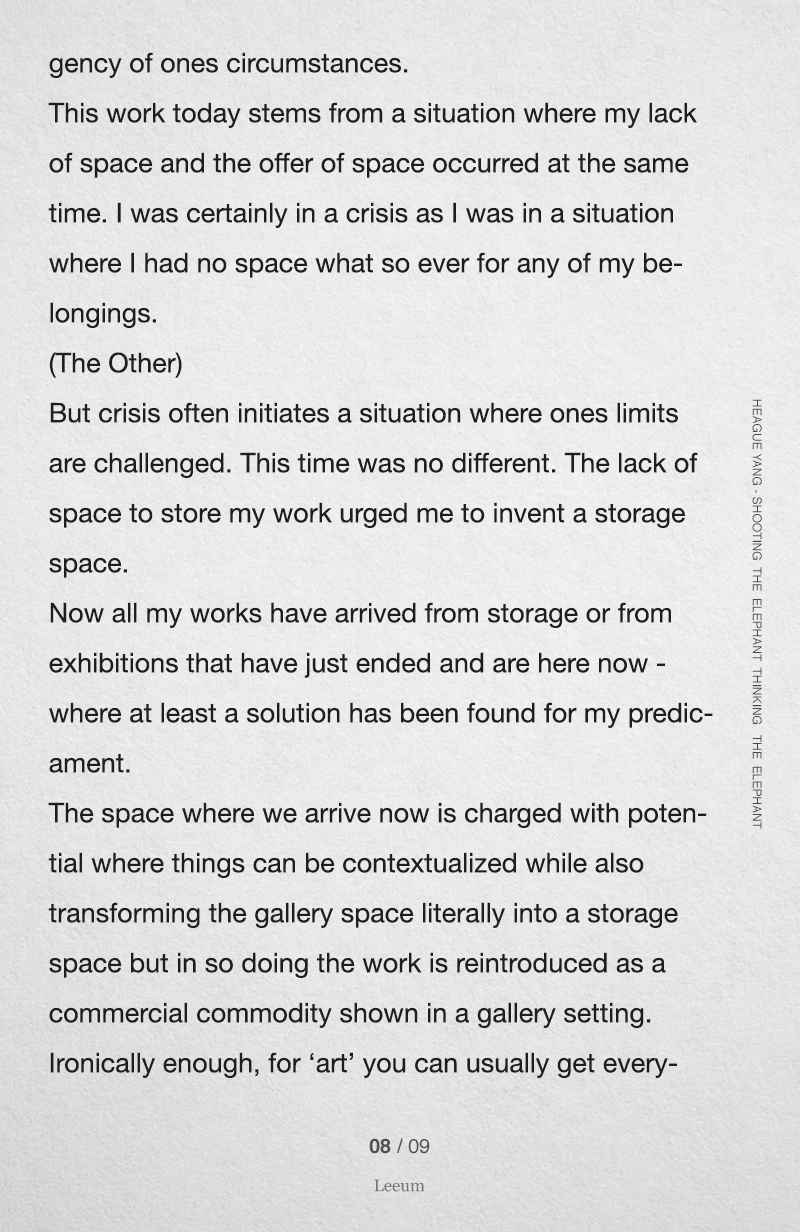 gency of ones circumstances.
This work today stems from a situation where my lack
of space and the offer of space occurred at the same
time. I was certainly in a crisis as I was in a situation
where I had no space what so ever for any of my be-
longings.
(The Other)
But crisis often initiates a situation where ones limits
are challenged. This time was no different. The lack of
space to store my work urged me to invent a storage
space.
Now all my works have arrived from storage or from
exhibitions that have just ended and are here now -
where at least a solution has been found for my predic-
ament.
The space where we arrive now is charged with poten-
tial where things can be contextualized while also
transforming the gallery space literally into a storage
space but in so doing the work is reintroduced as a
commercial commodity shown in a gallery setting.
Ironically enough, for ‘art’ you can usually get every-
HEAGUE YANG - SHOOTING THE ELEPHANT THINKING THE ELEPHANT
08 / 09
Leeum